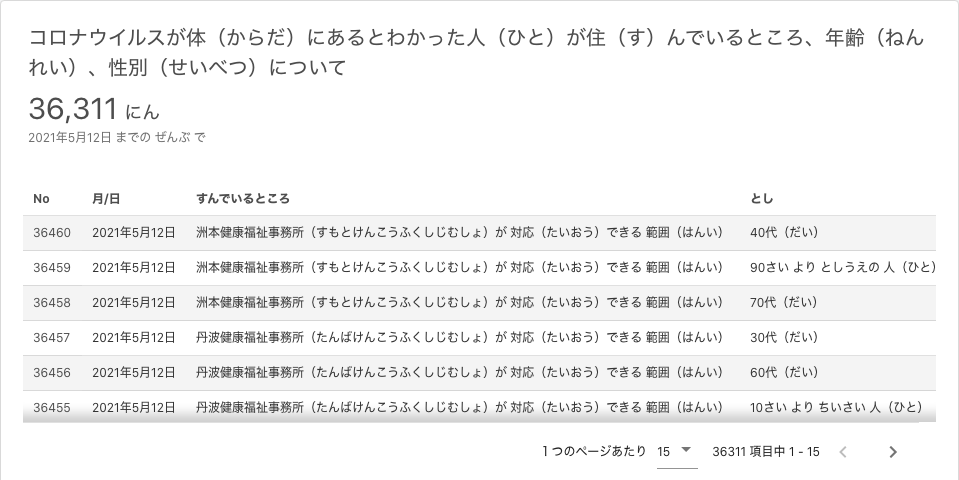 コロナウイルスが体（からだ）にあるとわかった人（ひと）が住（す）んでいるところ、年齢（ねん
れい）、性別（せいべつ）について
36,311 にん
2021年5月12日 までの ぜんぶ で
No 月/日 すんでいるところ とし
36460 2021年5月12日 洲本健康福祉事務所（すもとけんこうふくしじむしょ）が 対応（たいおう）できる 範囲（はんい） 40代（だい）
36459 2021年5月12日 洲本健康福祉事務所（すもとけんこうふくしじむしょ）が 対応（たいおう）できる 範囲（はんい） 90さい より としうえの 人（ひと）
36458 2021年5月12日 洲本健康福祉事務所（すもとけんこうふくしじむしょ）が 対応（たいおう）できる 範囲（はんい） 70代（だい）
36457 2021年5月12日 丹波健康福祉事務所（たんばけんこうふくしじむしょ）が 対応（たいおう）できる 範囲（はんい） 30代（だい）
36456 2021年5月12日 丹波健康福祉事務所（たんばけんこうふくしじむしょ）が 対応（たいおう）できる 範囲（はんい） 60代（だい）
36455 2021年5月12日 丹波健康福祉事務所（たんばけんこうふくしじむしょ）が 対応（たいおう）できる 範囲（はんい） 10さい より ちいさい 人（ひと）
1 つのページあたり 15 36311 項目中 1 - 15